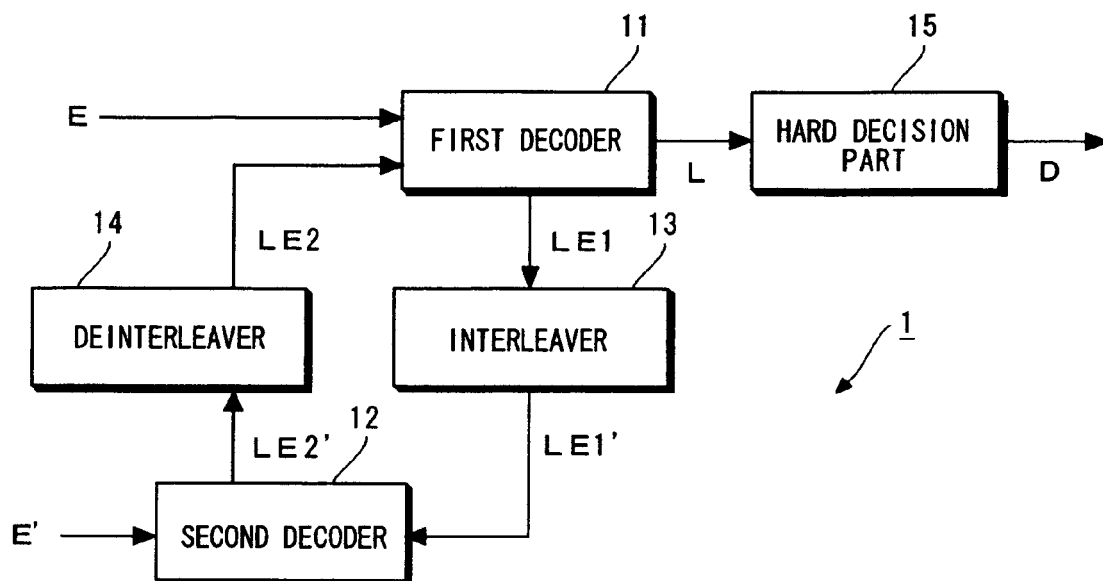 11
15
E
FIRST DECODER
HARD DECISION
PART
L
D
14
LE2
LE1
13
DEINTERLEAVER
INTERLEAVER
1
LE2'
12
LE1'
E'
SECOND DECODER